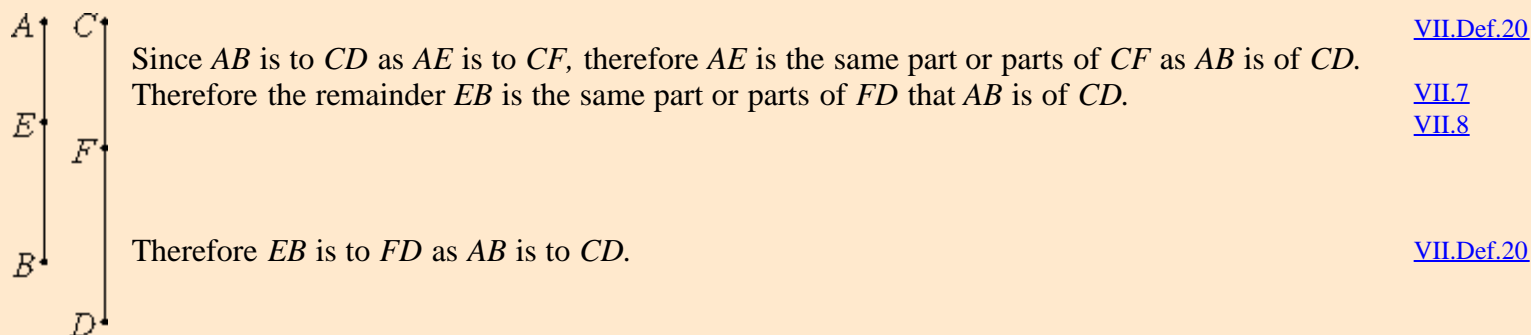 A C
VII.Def.20
Since AB is to CD as AE is to CF, therefore AE is the same part or parts of CF as AB is of CD.
Therefore the remainder EB is the same part or parts of FD that AB is of CD.
VII.7
VII.8
E
F
Therefore EB is to FD as AB is to CD.
VII.Def.20
B
D